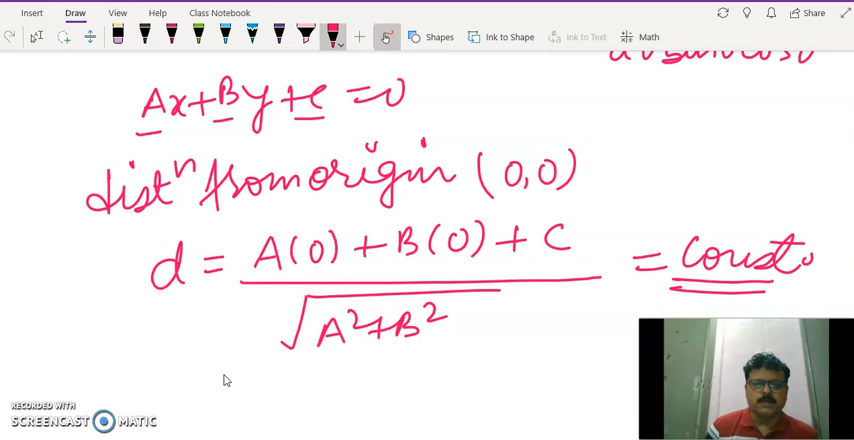 Insert Draw View Help Class Notebook Share
Shapes Ink to Shape Ink to Text Math
Ax+By+C=0
distⁿ from origin (0,0)
d = A(0)+B(0)+C / √A²+B² = const.
RECORDED WITH
SCREENCAST MATIC